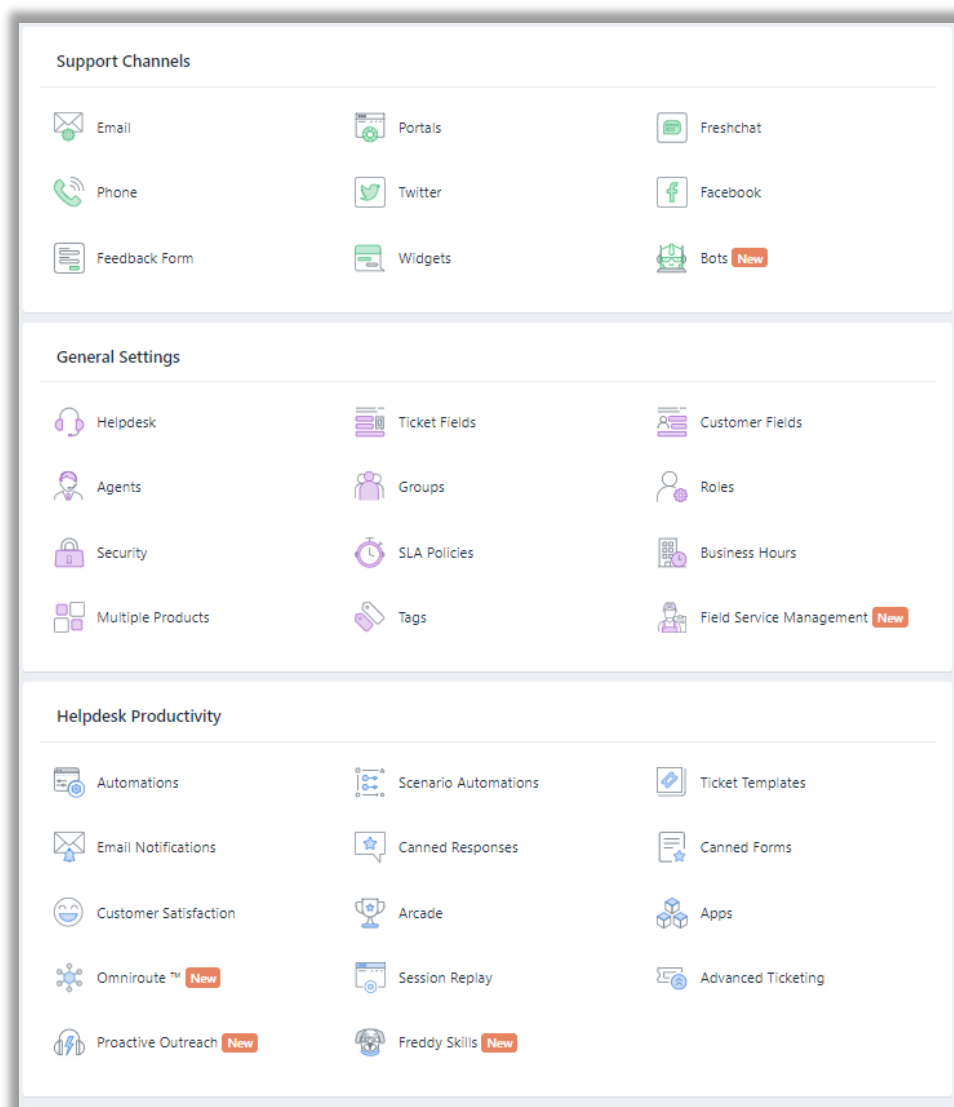 Support Channels
Email Portals Freshchat
Phone Twitter Facebook
Feedback Form Widgets Bots New
General Settings
Helpdesk Ticket Fields Customer Fields
Agents Groups Roles
Security SLA Policies Business Hours
Multiple Products Tags Field Service Management New
Helpdesk Productivity
Automations Scenario Automations Ticket Templates
Email Notifications Canned Responses Canned Forms
Customer Satisfaction Arcade Apps
Omniroute ™ New Session Replay Advanced Ticketing
Proactive Outreach New Freddy Skills New